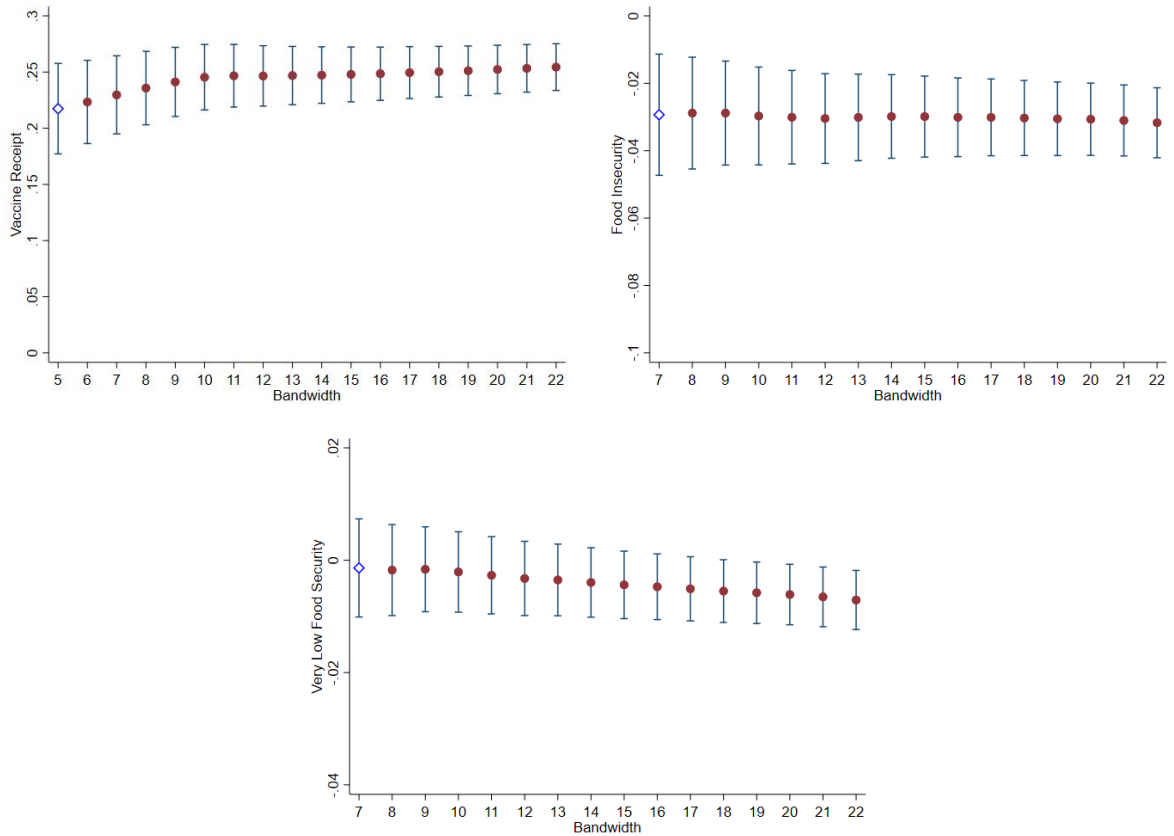 Vaccine Receipt
.3
.25
.2
.15
.1
.05
0
5 6 7 8 9 10 11 12 13 14 15 16 17 18 19 20 21 22
Bandwidth
Food Insecurity
0
-.02
-.04
-.06
-.08
-.1
7 8 9 10 11 12 13 14 15 16 17 18 19 20 21 22
Bandwidth
Very Low Food Security
.02
0
-.02
-.04
7 8 9 10 11 12 13 14 15 16 17 18 19 20 21 22
Bandwidth